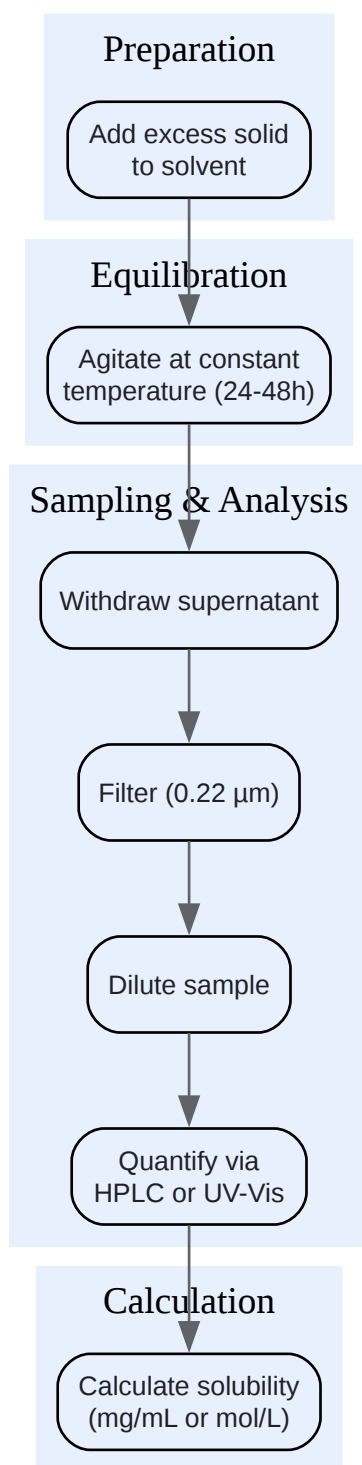 Preparation
Add excess solid
to solvent
Equilibration
Agitate at constant
temperature (24-48h)
Sampling & Analysis
Withdraw supernatant
Filter (0.22 µm)
Dilute sample
Quantify via
HPLC or UV-Vis
Calculation
Calculate solubility
(mg/mL or mol/L)